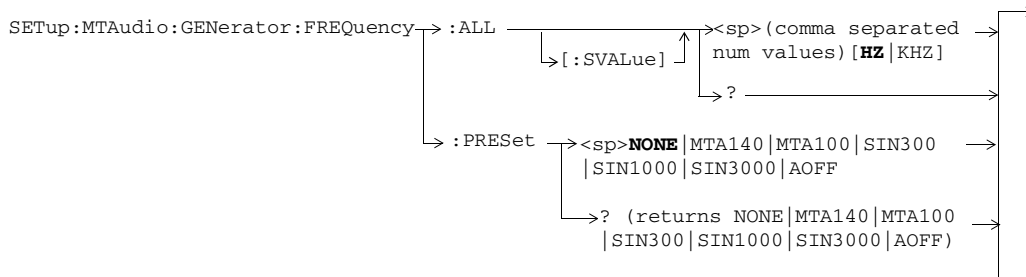 SETup:MTAudio:GENerator:FREQuency :ALL <sp>(comma separated
[:SVALue] num values)[HZ|KHZ]
?
:PRESet <sp>NONE|MTA140|MTA100|SIN300
|SIN1000|SIN3000|AOFF
? (returns NONE|MTA140|MTA100
|SIN300|SIN1000|SIN3000|AOFF)